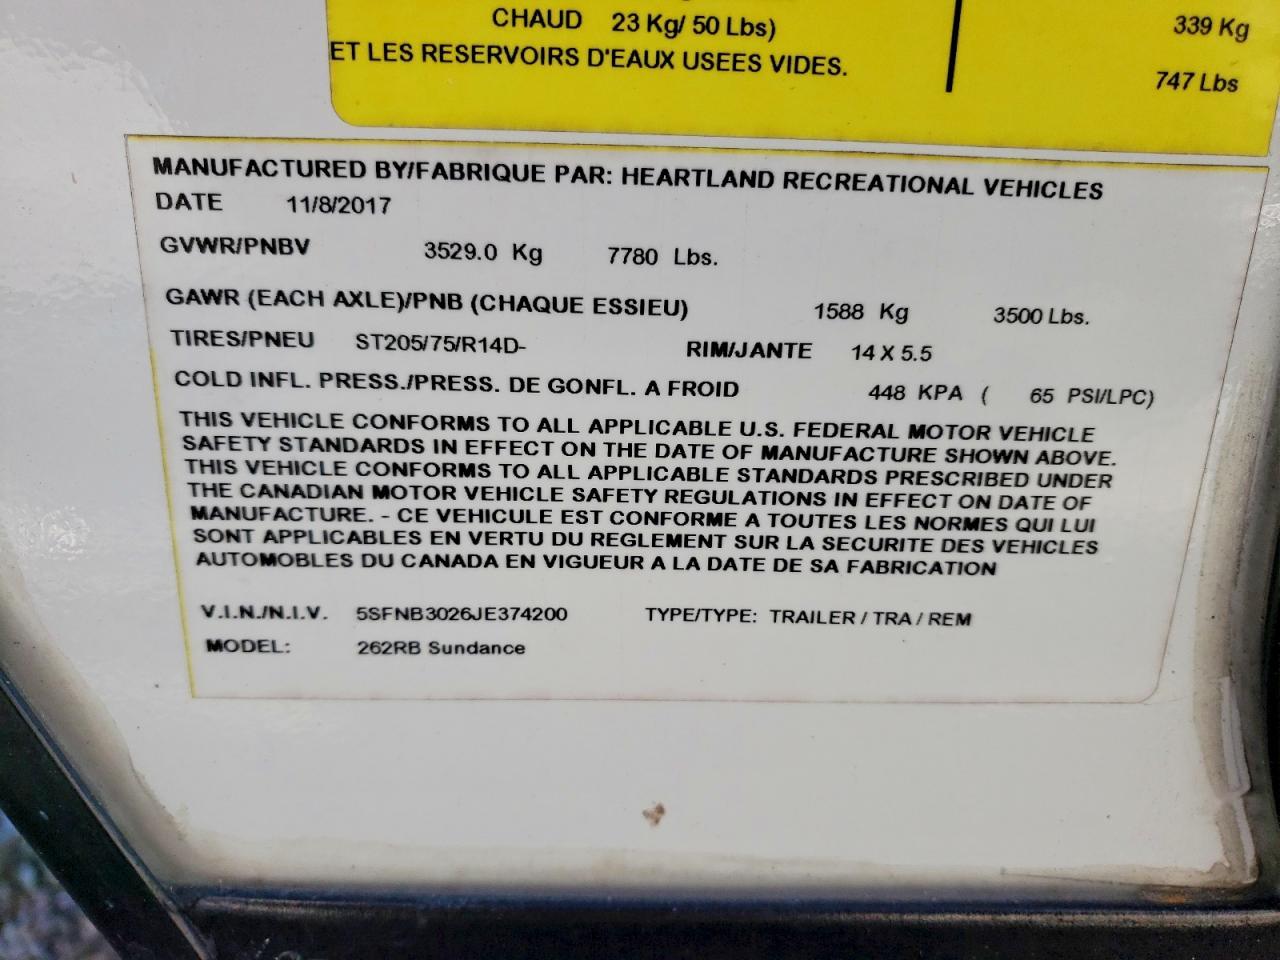 CHAUD 23 Kg/ 50 Lbs)
ET LES RESERVOIRS D'EAUX USEES VIDES.
339 Kg
747 Lbs
MANUFACTURED BY/FABRIQUE PAR: HEARTLAND RECREATIONAL VEHICLES
DATE 11/8/2017
GVWR/PNBV 3529.0 Kg 7780 Lbs.
GAWR (EACH AXLE)/PNB (CHAQUE ESSIEU) 1588 Kg 3500 Lbs.
TIRES/PNEU ST205/75/R14D- RIM/JANTE 14 X 5.5
COLD INFL. PRESS./PRESS. DE GONFL. A FROID 448 KPA ( 65 PSI/LPC)
THIS VEHICLE CONFORMS TO ALL APPLICABLE U.S. FEDERAL MOTOR VEHICLE
SAFETY STANDARDS IN EFFECT ON THE DATE OF MANUFACTURE SHOWN ABOVE.
THIS VEHICLE CONFORMS TO ALL APPLICABLE STANDARDS PRESCRIBED UNDER
THE CANADIAN MOTOR VEHICLE SAFETY REGULATIONS IN EFFECT ON DATE OF
MANUFACTURE. - CE VEHICULE EST CONFORME A TOUTES LES NORMES QUI LUI
SONT APPLICABLES EN VERTU DU REGLEMENT SUR LA SECURITE DES VEHICLES
AUTOMOBLES DU CANADA EN VIGUEUR A LA DATE DE SA FABRICATION
V.I.N./N.I.V. 5SFNB3026JE374200 TYPE/TYPE: TRAILER / TRA / REM
MODEL: 262RB Sundance